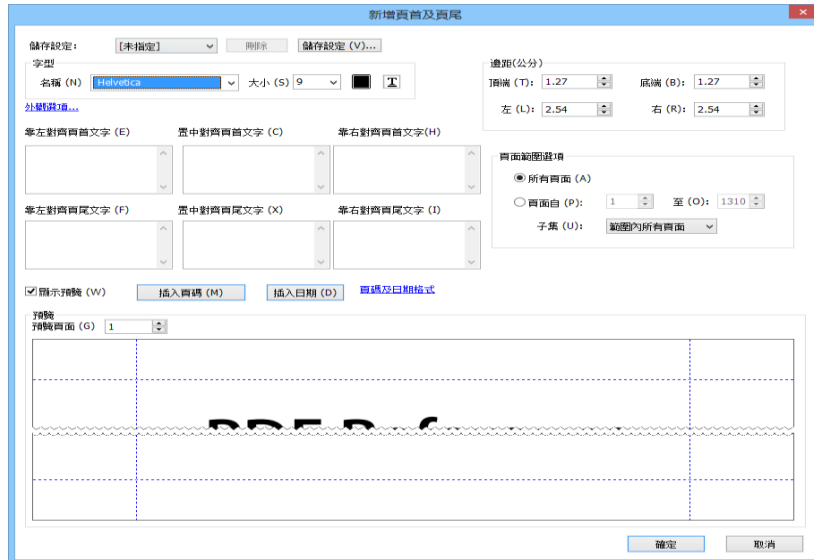 新增頁首及頁尾
儲存設定: [未指定] 刪除 儲存設定 (V)...
字型
名稱 (N) Helvetica 大小 (S) 9 T
外觀選項...
邊距(公分)
頂端 (T): 1.27 底端 (B): 1.27
左 (L): 2.54 右 (R): 2.54
靠左對齊頁首文字 (E) 置中對齊頁首文字 (C) 靠右對齊頁首文字(H)
靠左對齊頁尾文字 (F) 置中對齊頁尾文字 (X) 靠右對齊頁尾文字 (I)
頁面範圍選項
所有頁面 (A)
頁面自 (P): 1 至 (O): 1310
子集 (U): 範圍內所有頁面
顯示預覽 (W) 插入頁碼 (M) 插入日期 (D) 頁碼及日期格式
預覽
預覽頁面 (G) 1
確定 取消